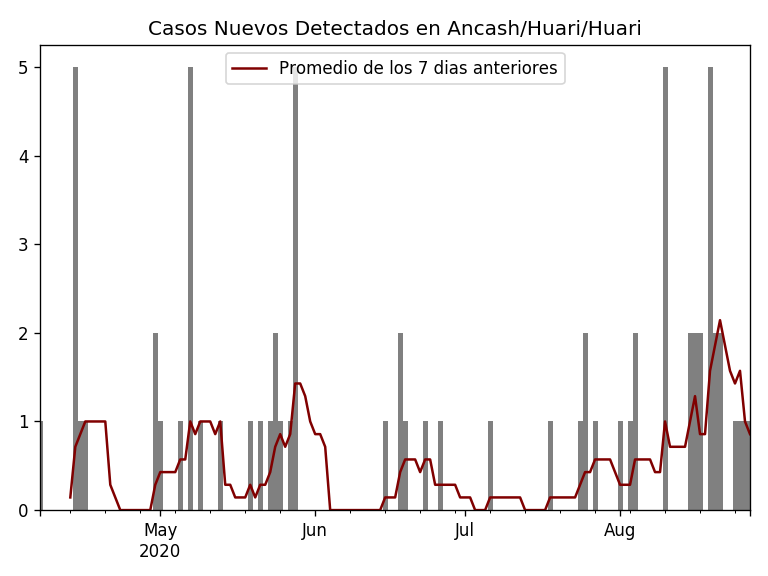 Casos Nuevos Detectados en Ancash/Huari/Huari
Promedio de los 7 dias anteriores
5
4
3
2
1
0
May
2020
Jun
Jul
Aug